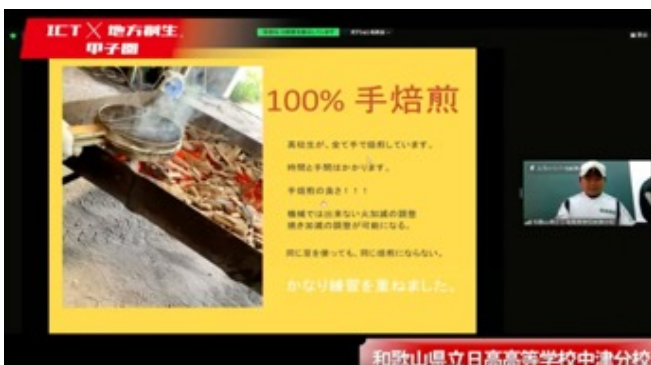 ICT×地方創生
甲子園
100% 手焙煎
高校生が、全て手で焙煎しています。
時間と手間はかかります。
手焙煎の良さ！！！
機械では出来ない火加減の調整
焼き加減の調整が可能になる。
同じ豆を使っても、同じ焙煎にならない。
かなり練習を重ねました。
和歌山県立日高高等学校中津分校